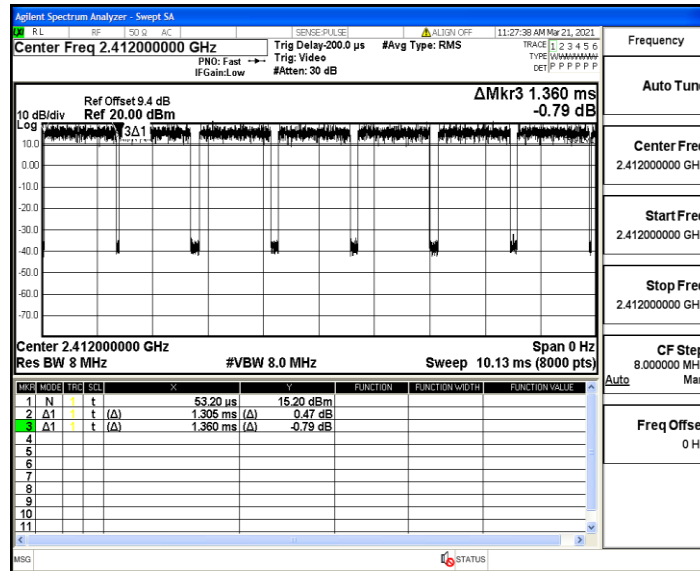 Agilent Spectrum Analyzer - Swept SA
RL RF 50 Ω AC SENSE:PULSE ALIGN OFF 11:27:38 AM Mar 21, 2021
Center Freq 2.412000000 GHz
PNO: Fast
IFGain:Low
Trig Delay-200.0 µs
Trig: Video
#Atten: 30 dB
#Avg Type: RMS
TRACE 1 2 3 4 5 6
TYPE
DET P P P P P P
Frequency
Auto Tun
Center Fre
2.412000000 GH
Start Fre
2.412000000 GH
Stop Fre
2.412000000 GH
CF Ste
8.000000 MH
Auto Ma
Freq Offse
0 H
ΔMkr3 1.360 ms
-0.79 dB
Ref Offset 9.4 dB
10 dB/div Ref 20.00 dBm
Log
3Δ1
10.0
0.00
-10.0
-20.0
-30.0
-40.0
-50.0
-60.0
-70.0
Center 2.412000000 GHz Span 0 Hz
Res BW 8 MHz #VBW 8.0 MHz Sweep 10.13 ms (8000 pts)
MKR MODE TRC SCL X Y FUNCTION FUNCTION WIDTH FUNCTION VALUE
1 N 1 t 53.20 µs 15.20 dBm
2 Δ1 1 t (Δ) 1.305 ms (Δ) 0.47 dB
3 Δ1 1 t (Δ) 1.360 ms (Δ) -0.79 dB
4
5
6
7
8
9
10
11
MSG STATUS